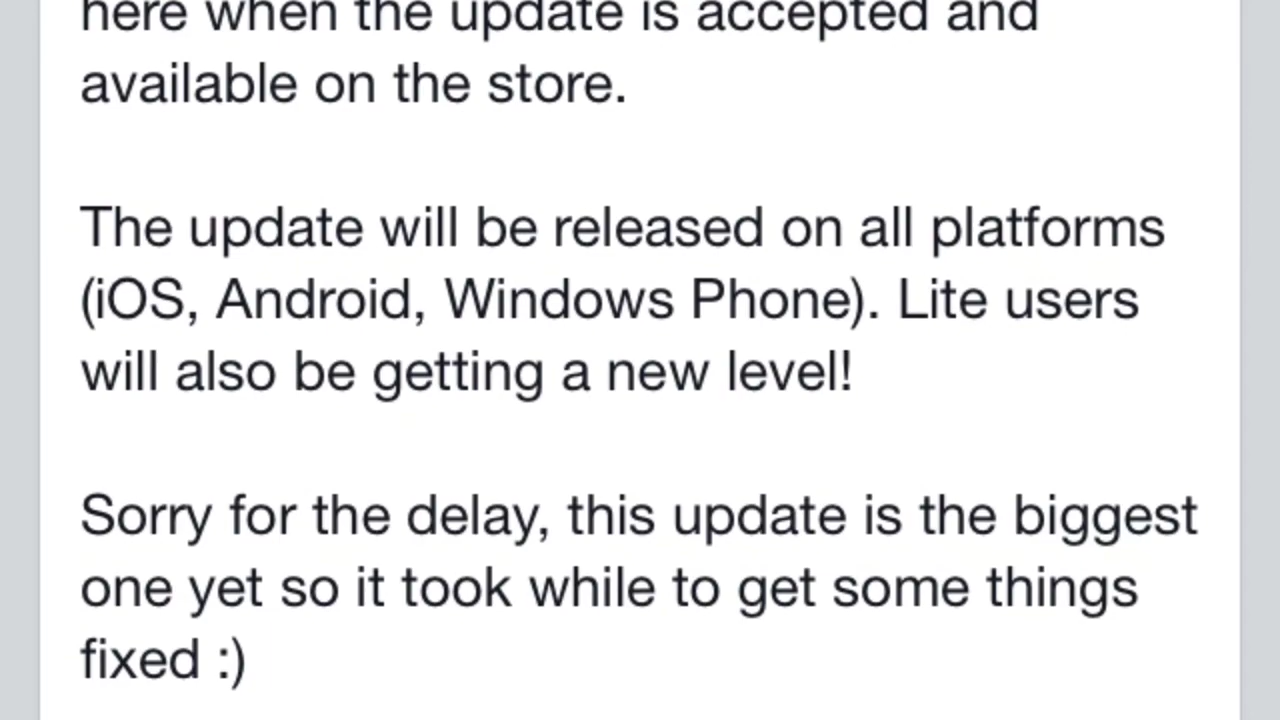 here when the update is accepted and
available on the store.
The update will be released on all platforms
(iOS, Android, Windows Phone). Lite users
will also be getting a new level!
Sorry for the delay, this update is the biggest
one yet so it took while to get some things
fixed :)